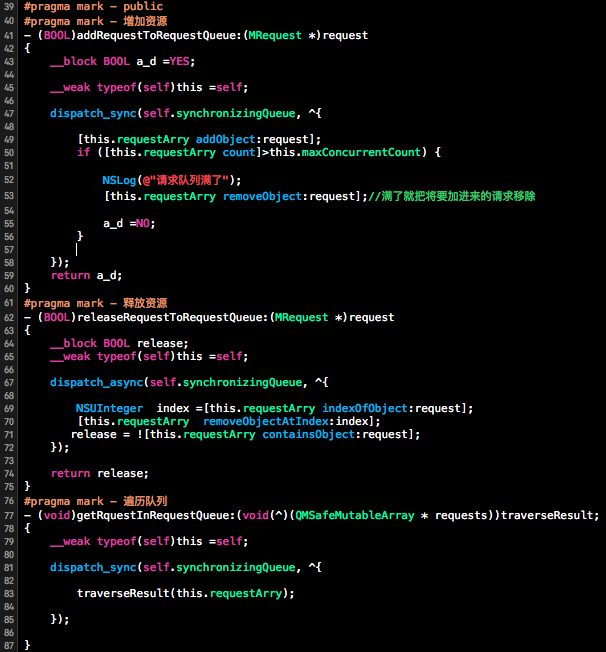 39 #pragma mark - public
40 #pragma mark - 增加资源
41 - (BOOL)addRequestToRequestQueue:(MRequest *)request
42 {
43     __block BOOL a_d =YES;
44
45     __weak typeof(self)this =self;
46
47     dispatch_sync(self.synchronizingQueue, ^{
48
49         [this.requestArry addObject:request];
50         if ([this.requestArry count]>this.maxConcurrentCount) {
51
52             NSLog(@"请求队列满了");
53             [this.requestArry removeObject:request];//满了就把将要加进来的请求移除
54
55             a_d =NO;
56         }
57
58     });
59     return a_d;
60 }
61 #pragma mark - 释放资源
62 - (BOOL)releaseRequestToRequestQueue:(MRequest *)request
63 {
64     __block BOOL release;
65     __weak typeof(self)this =self;
66
67     dispatch_async(self.synchronizingQueue, ^{
68
69         NSUInteger  index =[this.requestArry indexOfObject:request];
70         [this.requestArry  removeObjectAtIndex:index];
71        release = ![this.requestArry containsObject:request];
72     });
73
74     return release;
75 }
76 #pragma mark - 遍历队列
77 - (void)getRquestInRequestQueue:(void(^)(QMSafeMutableArray * requests))traverseResult;
78 {
79     __weak typeof(self)this =self;
80
81     dispatch_sync(self.synchronizingQueue, ^{
82
83         traverseResult(this.requestArry);
84
85     });
86
87 }